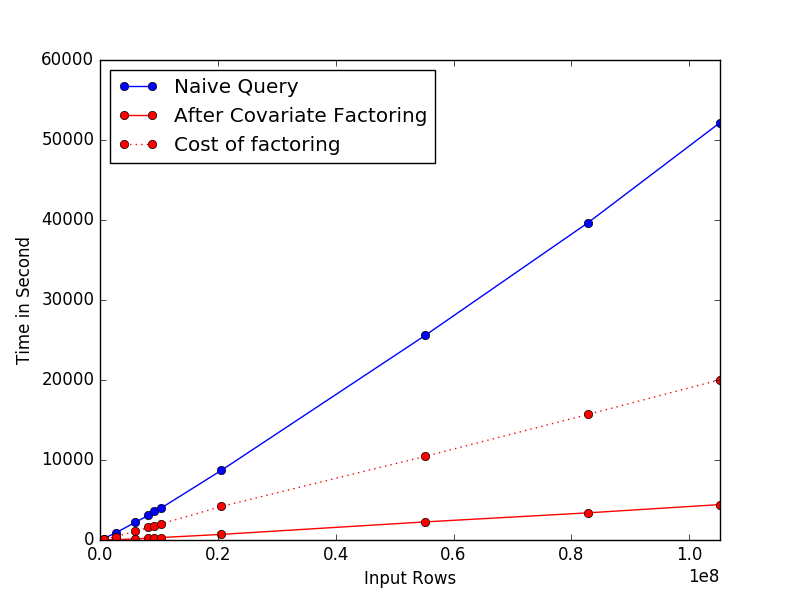 60000
50000
40000
30000
20000
10000
0
Time in Second
Naive Query
After Covariate Factoring
Cost of factoring
0.0 0.2 0.4 0.6 0.8 1.0
1e8
Input Rows